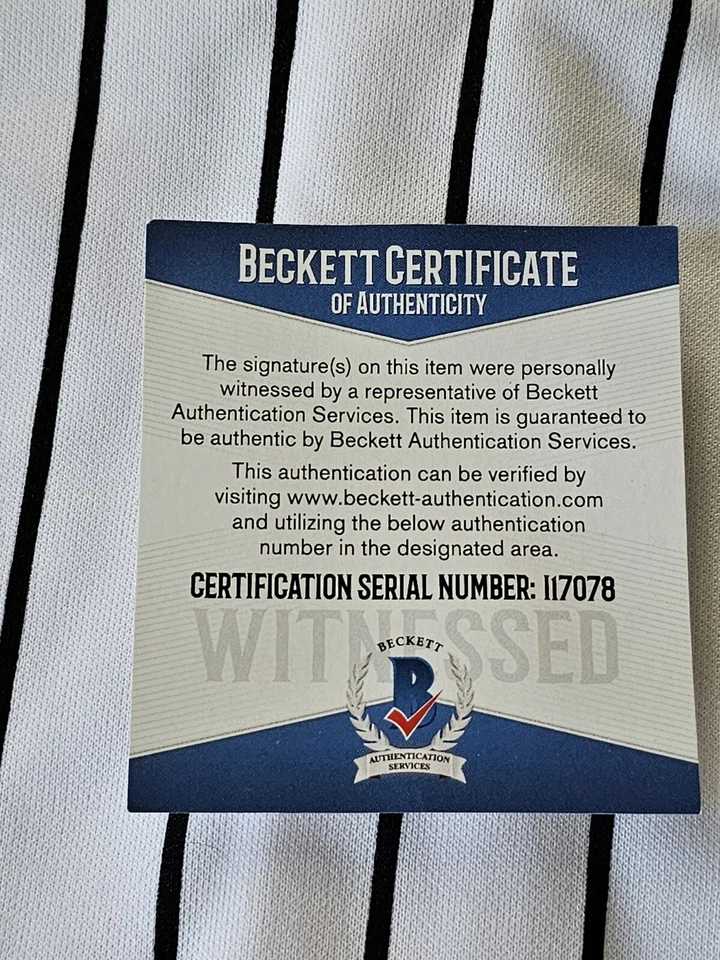 BECKETT CERTIFICATE
OF AUTHENTICITY
The signature(s) on this item were personally
witnessed by a representative of Beckett
Authentication Services. This item is guaranteed to
be authentic by Beckett Authentication Services.
This authentication can be verified by
visiting www.beckett-authentication.com
and utilizing the below authentication
number in the designated area.
CERTIFICATION SERIAL NUMBER: I17078
WITNESSED
BECKETT
B
AUTHENTICATION
SERVICES